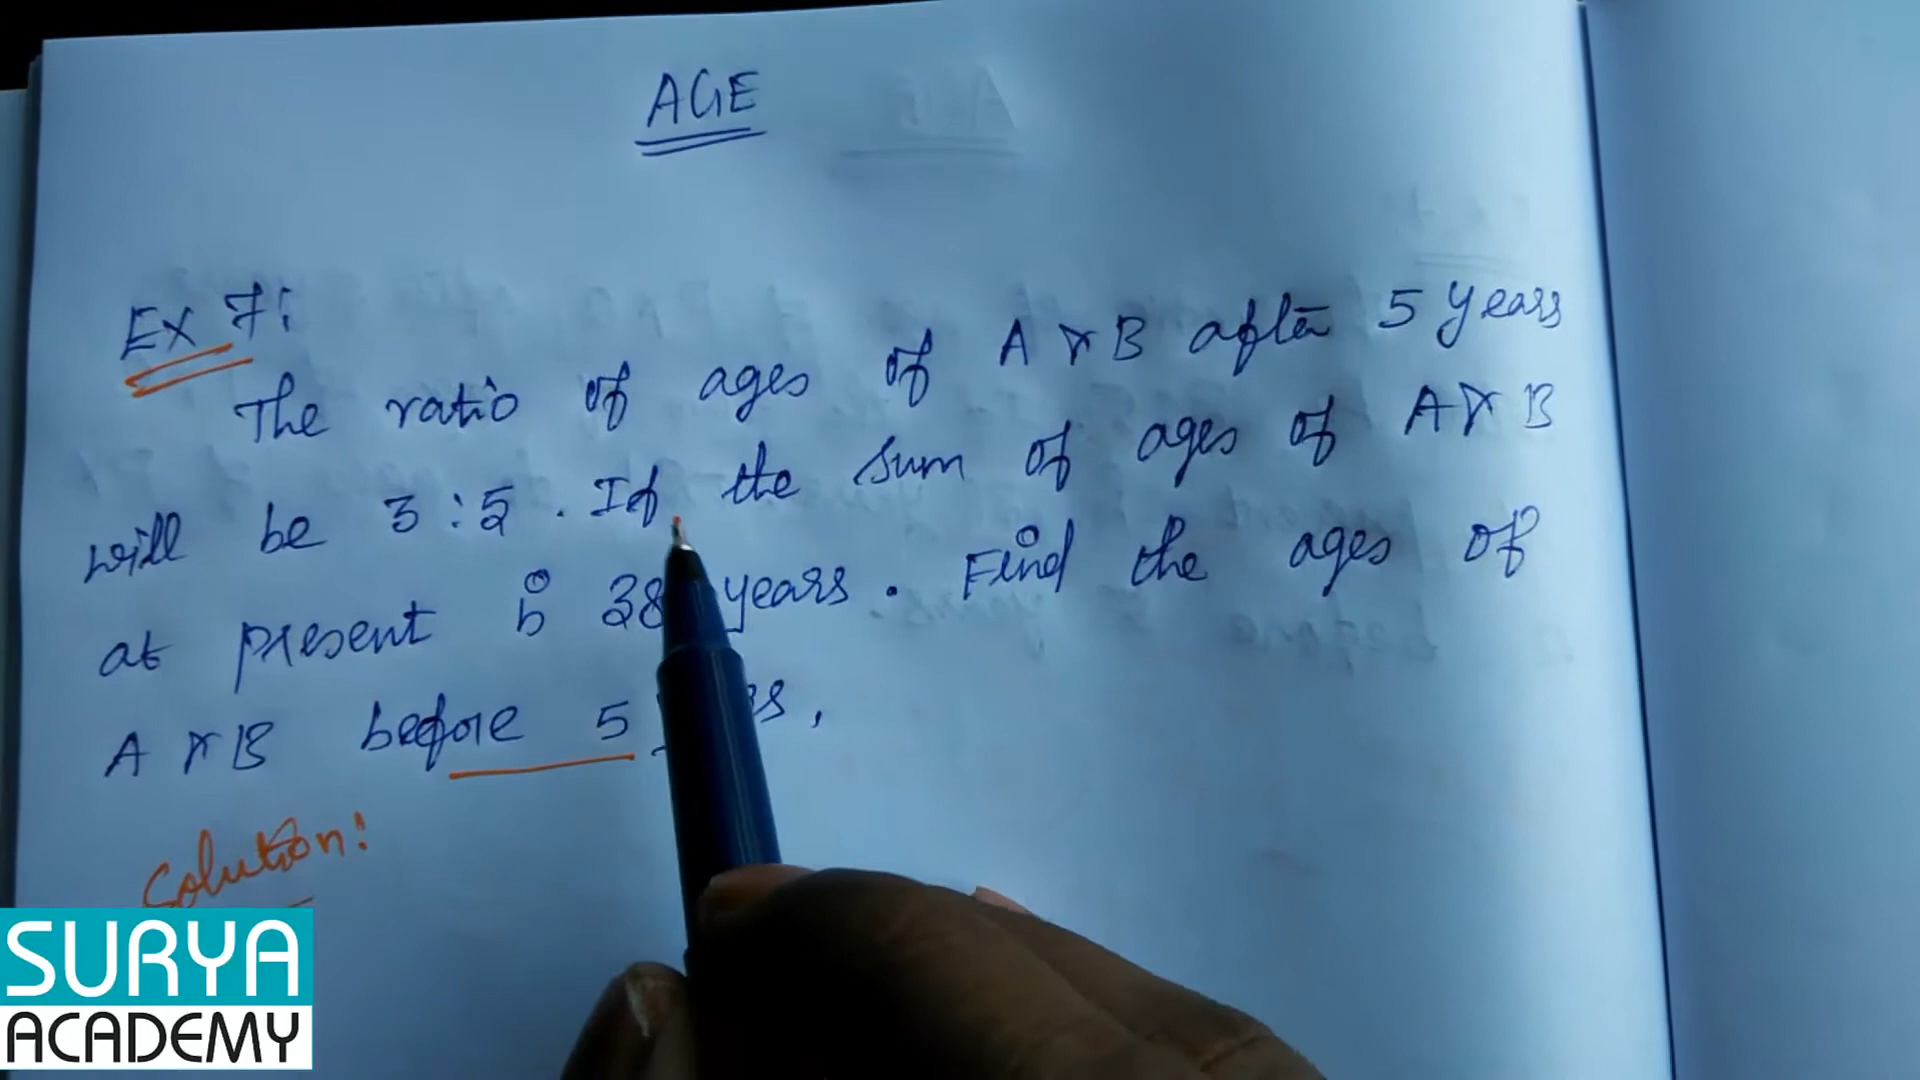 AGE
EX 7:
The ratio of ages of A & B after 5 years
will be 3:5. If the sum of ages of A & B
at present is 38 years. Find the ages of
A & B before 5
Solution:
SURYA
ACADEMY